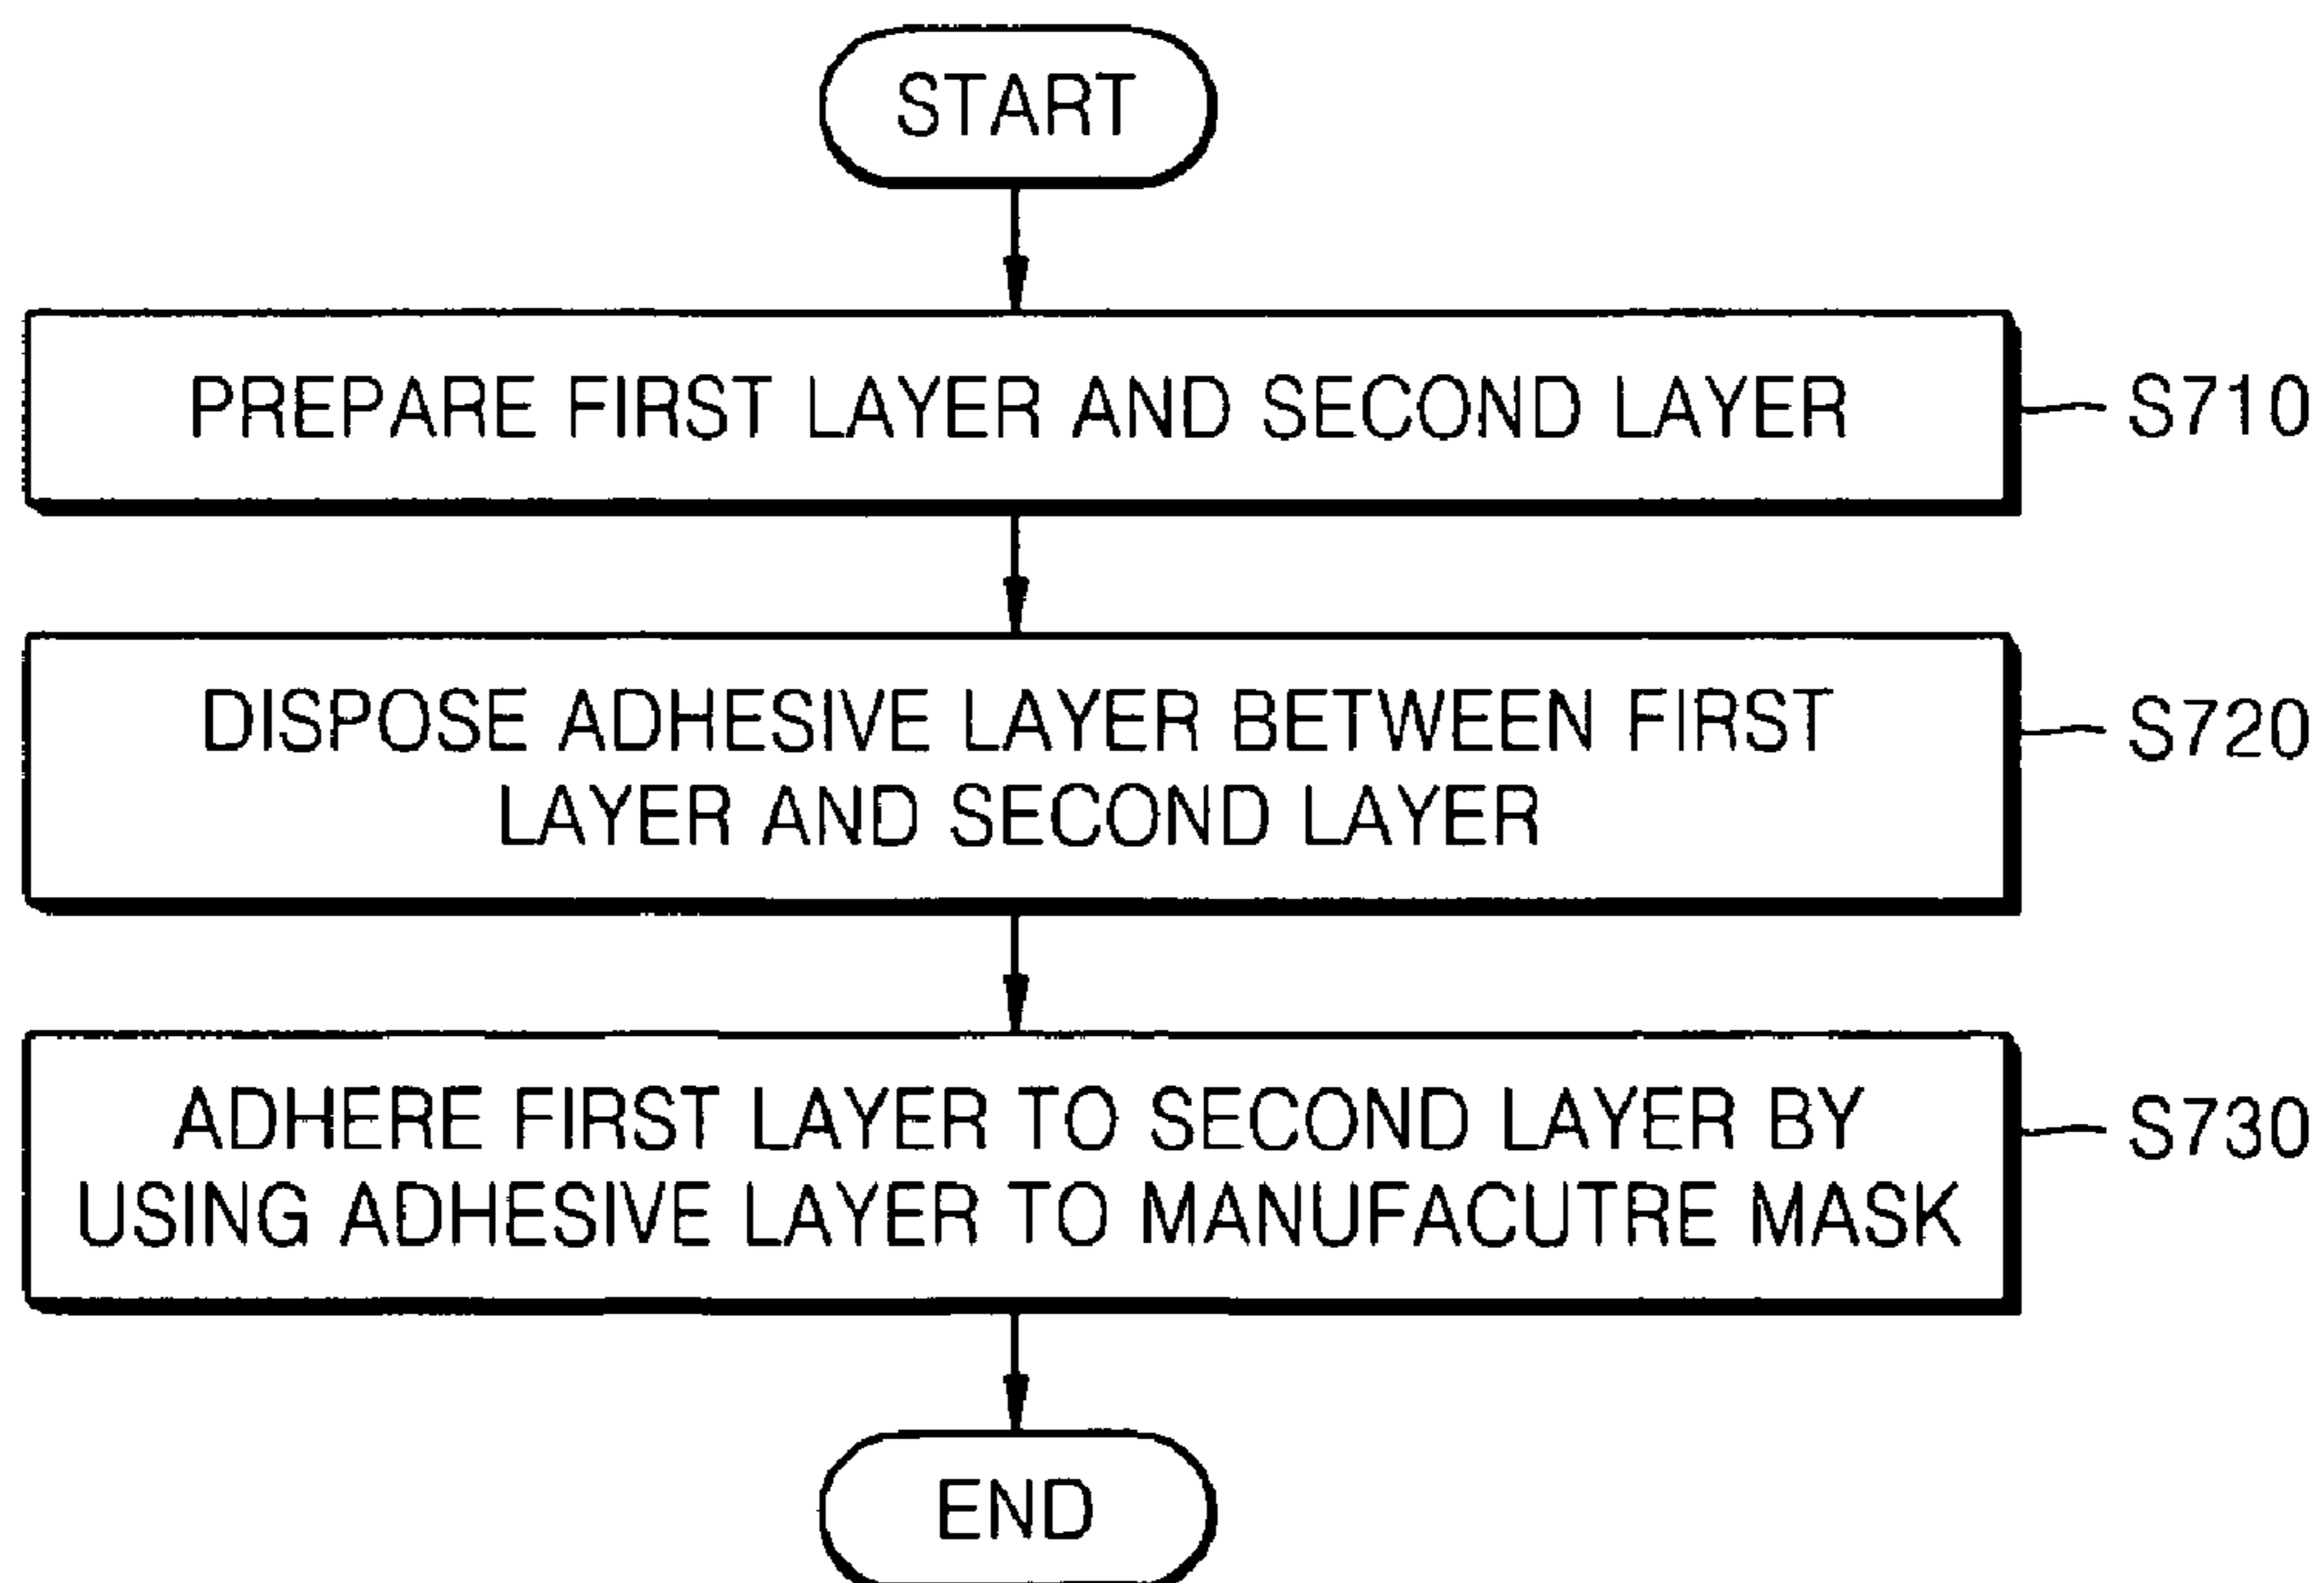 START
PREPARE FIRST LAYER AND SECOND LAYER
S710
DISPOSE ADHESIVE LAYER BETWEEN FIRST
LAYER AND SECOND LAYER
S720
ADHERE FIRST LAYER TO SECOND LAYER BY
USING ADHESIVE LAYER TO MANUFACUTRE MASK
S730
END